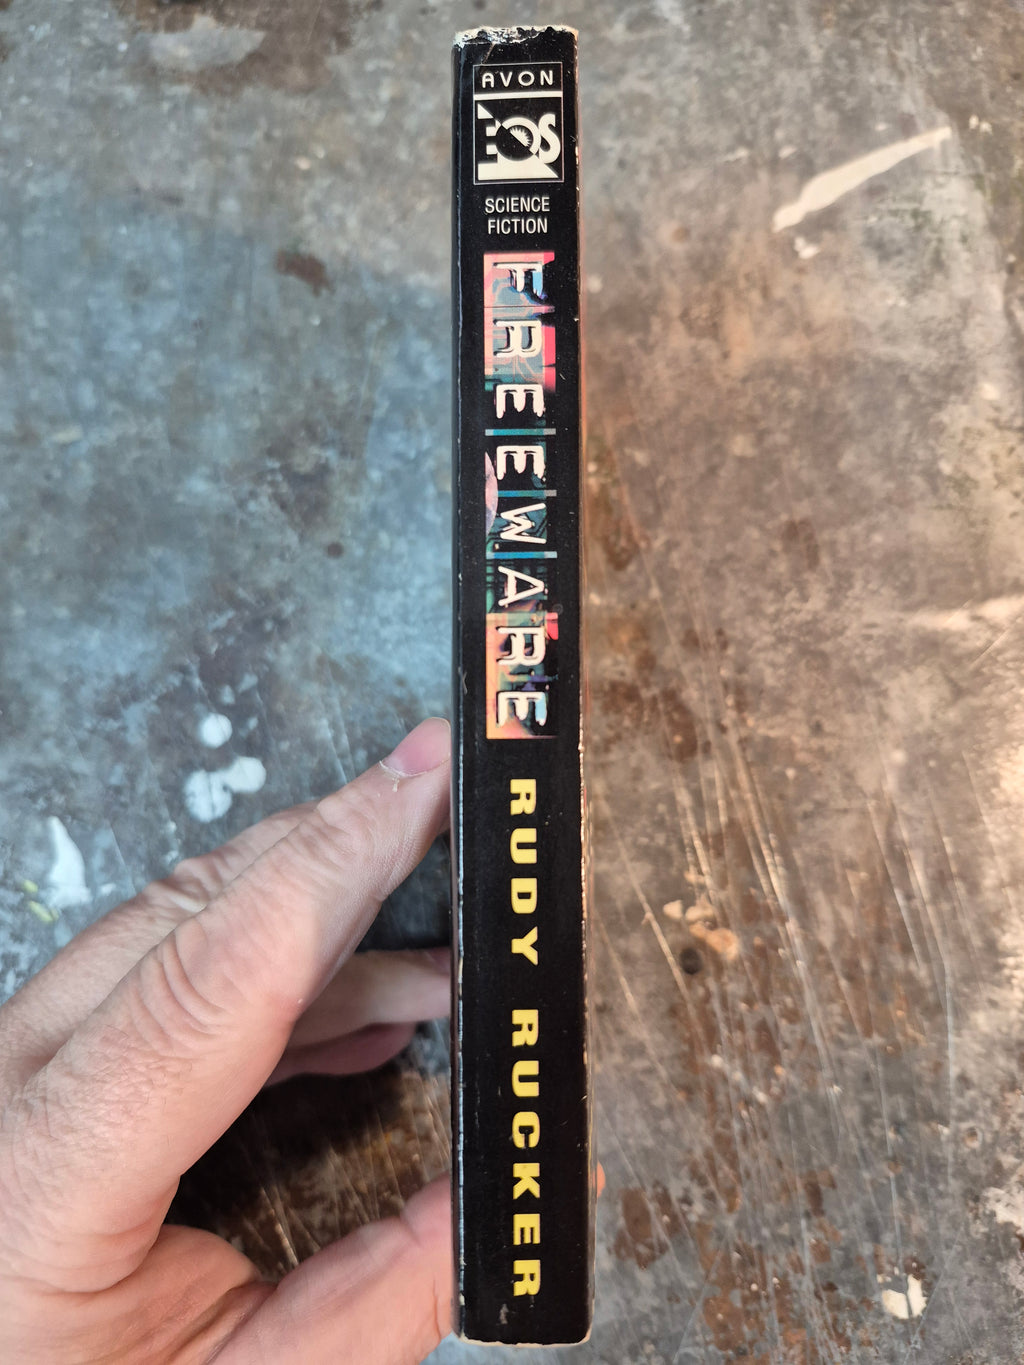 AVON
EOS
SCIENCE
FICTION
FREEWARE
RUDY RUCKER